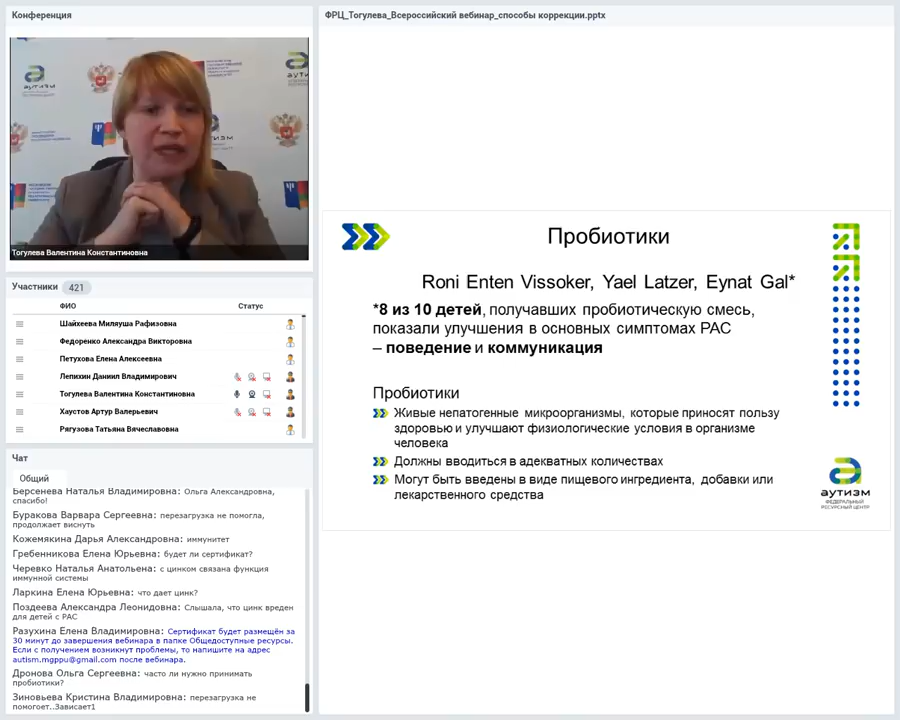 Конференция
аутизм
аутизм
Тогулева Валентина Константиновна
Участники 421
ФИО Статус
Шайхеева Миляуша Рафизовна
Федоренко Александра Викторовна
Петухова Елена Алексеевна
Лепихин Даниил Владимирович
Тогулева Валентина Константиновна
Хаустов Артур Валерьевич
Рягузова Татьяна Вячеславовна
Чат
Общий
Берсенева Наталья Владимировна: Ольга Александровна,
спасибо!
Буракова Варвара Сергеевна: перезагрузка не помогла,
продолжает виснуть
Кожемякина Дарья Александровна: иммунитет
Гребенникова Елена Юрьевна: будет ли сертификат?
Черевко Наталья Анатольена: с цинком связана функция
иммунной системы
Ларкина Елена Юрьевна: что дает цинк?
Поздеева Александра Леонидовна: Слышала, что цинк вреден
для детей с РАС
Разухина Елена Владимировна: Сертификат будет размещён за
30 минут до завершения вебинара в папке Общедоступные ресурсы.
Если с получением возникнут проблемы, то напишите на адрес
autism.mgppu@gmail.com после вебинара.
Дронова Ольга Сергеевна: часто ли нужно принимать
пробиотики?
Зиновьева Кристина Владимировна: перезагрузка не
помогоет..Зависает1
ФРЦ_Тогулева_Всероссийский вебинар_способы коррекции.pptx
Пробиотики
Roni Enten Vissoker, Yael Latzer, Eynat Gal*
*8 из 10 детей, получавших пробиотическую смесь,
показали улучшения в основных симптомах РАС
– поведение и коммуникация
Пробиотики
Живые непатогенные микроорганизмы, которые приносят пользу
здоровью и улучшают физиологические условия в организме
человека
Должны вводиться в адекватных количествах
Могут быть введены в виде пищевого ингредиента, добавки или
лекарственного средства
аутизм
ФЕДЕРАЛЬНЫЙ
РЕСУРСНЫЙ ЦЕНТР